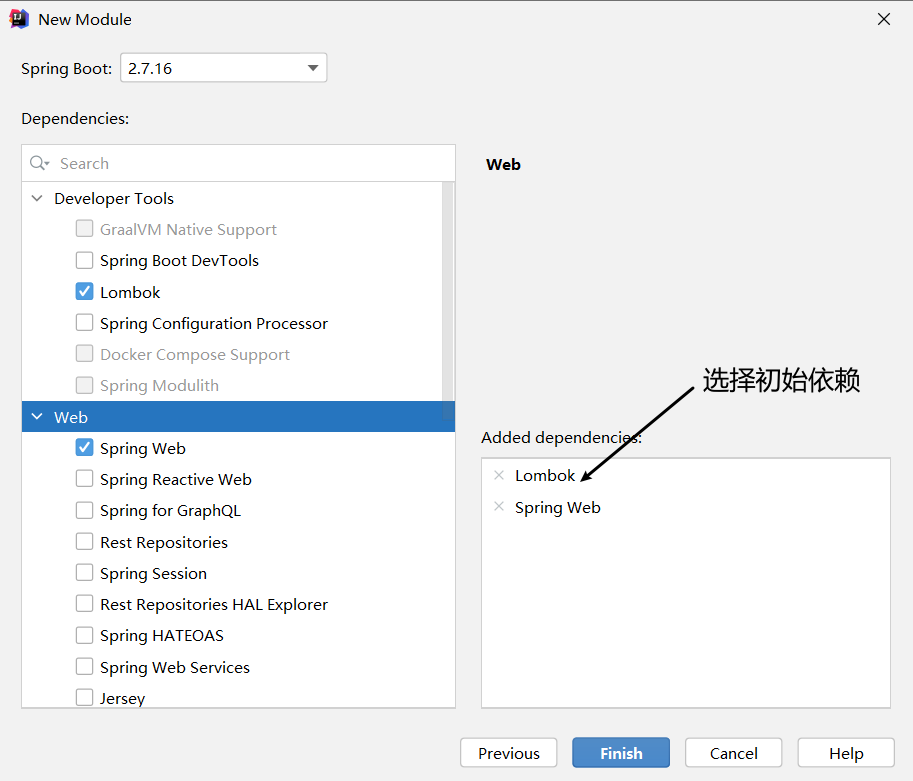 New Module
Spring Boot: 2.7.16
Dependencies:
Search
Developer Tools
GraalVM Native Support
Spring Boot DevTools
Lombok
Spring Configuration Processor
Docker Compose Support
Spring Modulith
Web
Spring Web
Spring Reactive Web
Spring for GraphQL
Rest Repositories
Spring Session
Rest Repositories HAL Explorer
Spring HATEOAS
Spring Web Services
Jersey
Web
选择初始依赖
Added dependencies:
Lombok
Spring Web
Previous Finish Cancel Help